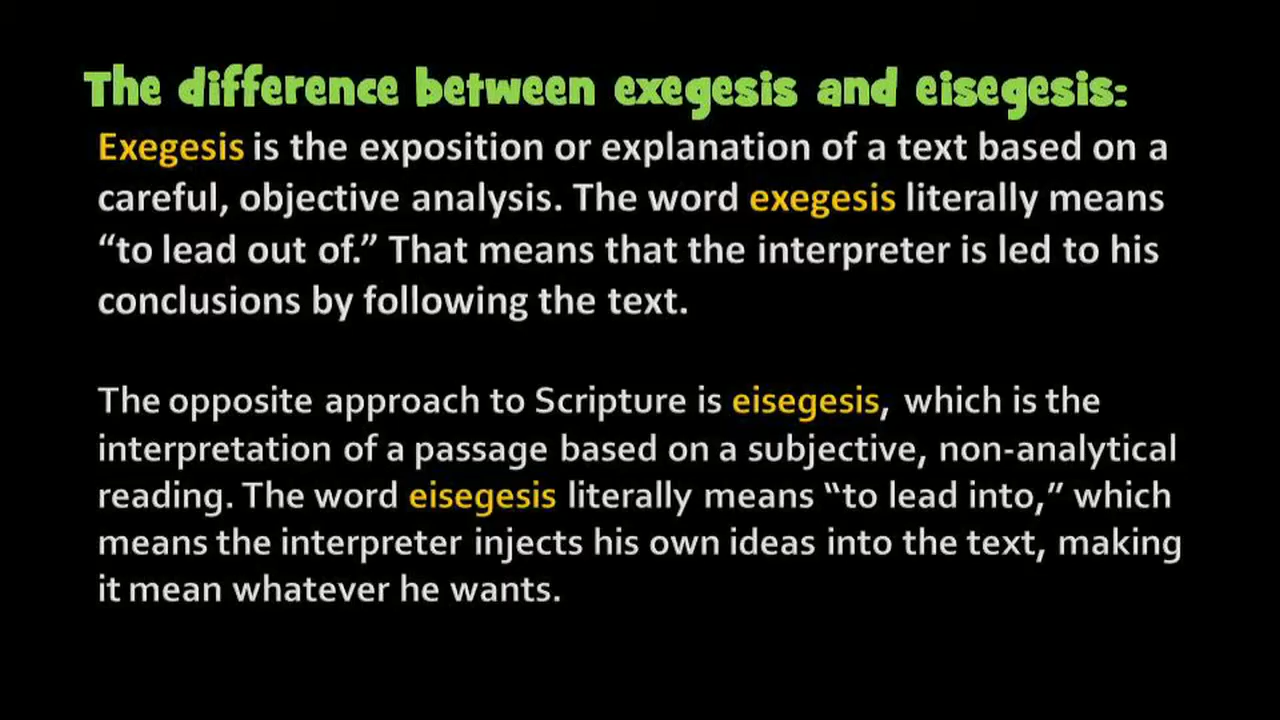 The difference between exegesis and eisegesis:
Exegesis is the exposition or explanation of a text based on a
careful, objective analysis. The word exegesis literally means
“to lead out of.” That means that the interpreter is led to his
conclusions by following the text.
The opposite approach to Scripture is eisegesis, which is the
interpretation of a passage based on a subjective, non-analytical
reading. The word eisegesis literally means “to lead into,” which
means the interpreter injects his own ideas into the text, making
it mean whatever he wants.